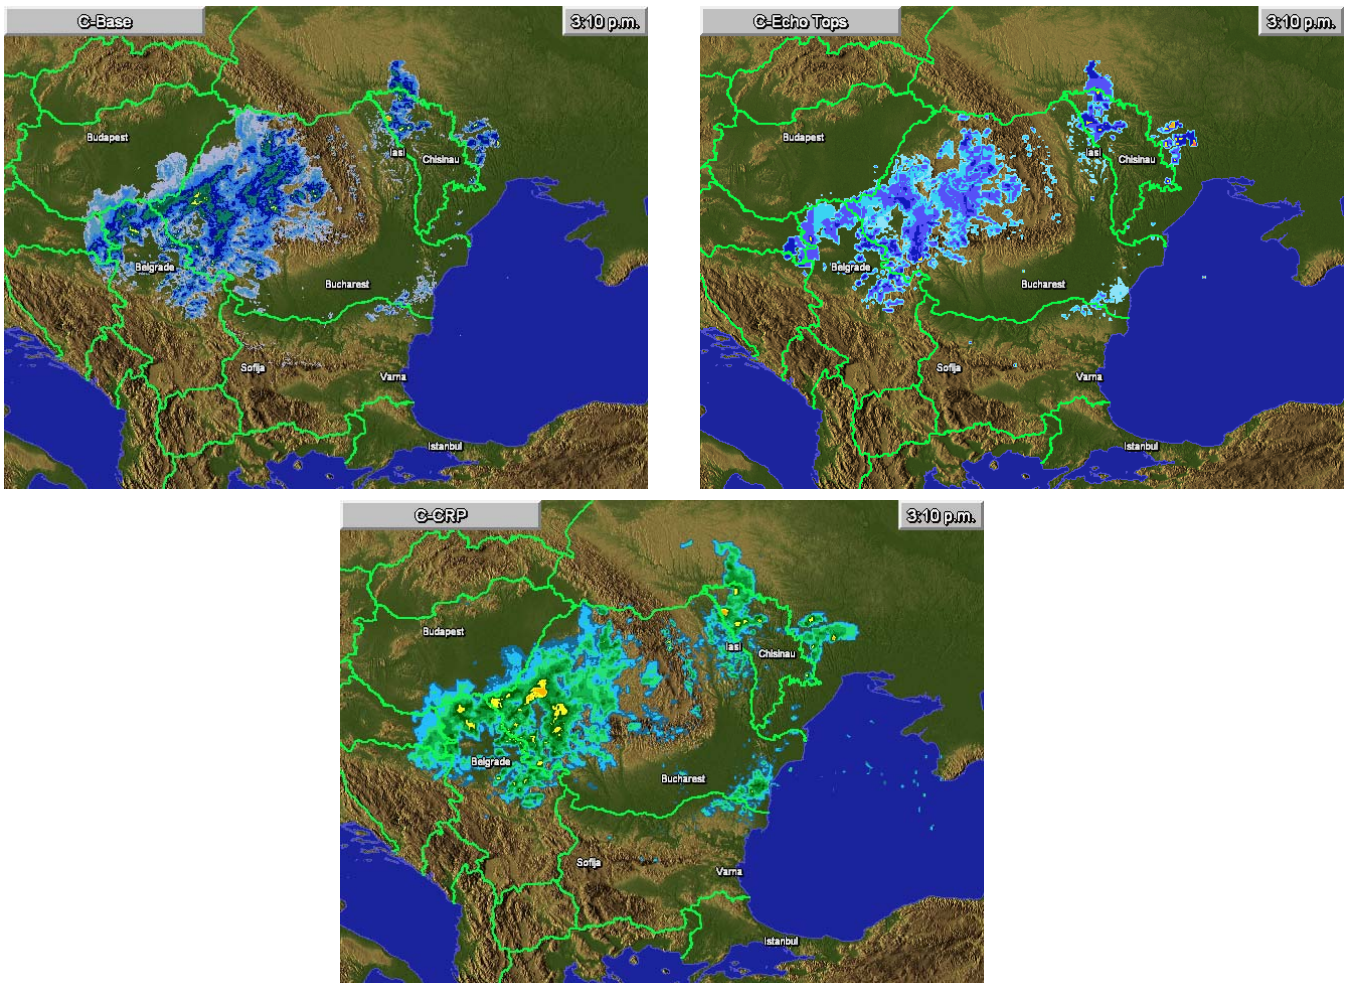 C-Base
3:10 p.m.
Budapest
Iasi
Chisinau
Belgrade
Bucharest
Sofija
Varna
Istanbul
C-Echo Tops
3:10 p.m.
Budapest
Iasi
Chisinau
Belgrade
Bucharest
Sofija
Varna
Istanbul
C-CRP
3:10 p.m.
Budapest
Iasi
Chisinau
Belgrade
Bucharest
Sofija
Varna
Istanbul